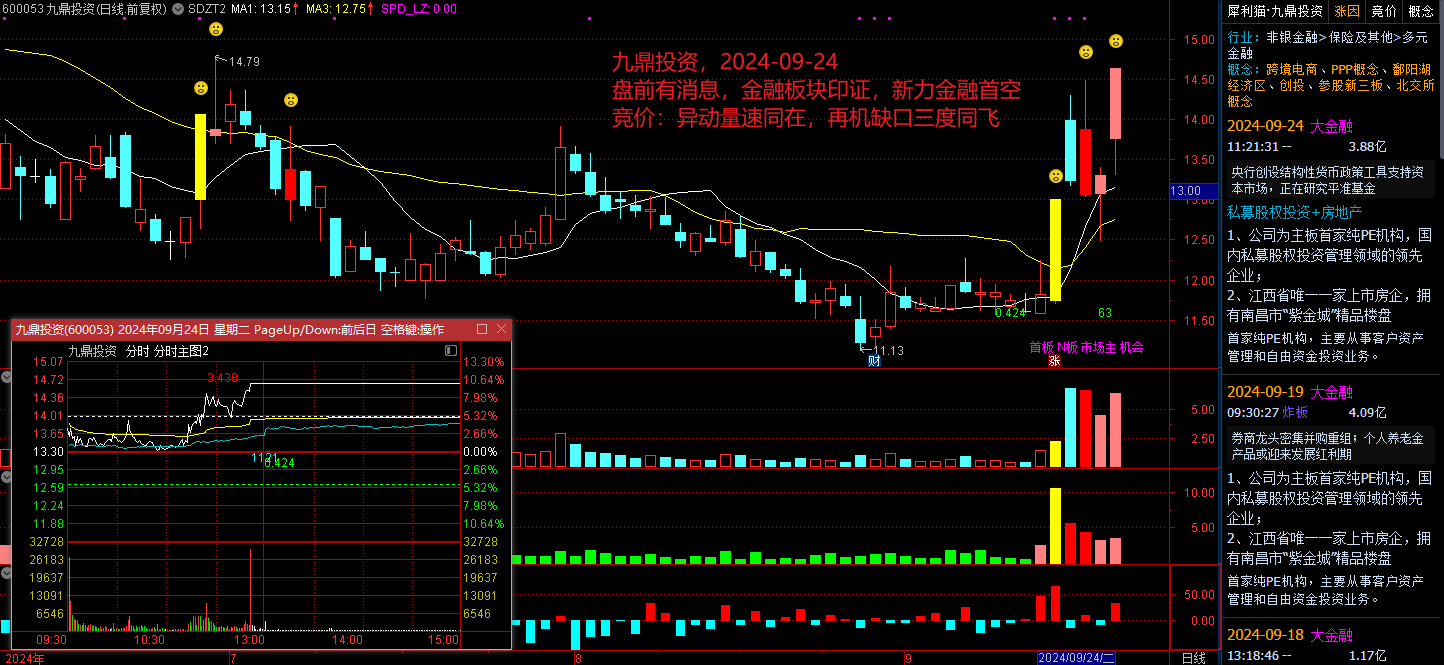 600053 九鼎投资(日线.前复权) SDZT2 MA1: 13.15↑ MA3: 12.75↑ SPD_LZ: 0.00
14.79
九鼎投资，2024-09-24
盘前有消息，金融板块印证，新力金融首空
竞价：异动量速同在，再机缺口三度同飞
15.00
14.50
14.00
13.50
13.00
13.00
12.50
12.00
11.50
0.424
63
11.13
首板 N板 市场主 机会
财
涨
5.00
2.50
10.00
5.00
50.00
0.00
2024年
7
8
9
2024/09/24/二
日线
九鼎投资(600053) 2024年09月24日 星期二 PageUp/Down:前后日 空格键:操作
九鼎投资 分时 分时主图2
15.07 13.30%
14.72 10.64%
14.36 7.98%
14.01 5.32%
13.65 2.66%
13.30 0.00%
12.95 2.66%
12.59 5.32%
12.24 7.98%
11.88 10.64%
32728 32728
26183 26183
19637 19637
13091 13091
6546 6546
3.438
1121
0.424
09:30 10:30 13:00 14:00 15:00
犀利猫·九鼎投资 涨因 竞价 概念
行业：非银金融>保险及其他>多元
金融
概念：跨境电商、PPP概念、鄱阳湖
经济区、创投、参股新三板、北交所
概念
2024-09-24 大金融
11:21:31 -- 3.88亿
央行创设结构性货币政策工具支持资
本市场，正在研究平准基金
私募股权投资+房地产
1、公司为主板首家纯PE机构，国
内私募股权投资管理领域的领先
企业；
2、江西省唯一一家上市房企，拥
有南昌市“紫金城”精品楼盘
首家纯PE机构，主要从事客户资产
管理和自由资金投资业务。
2024-09-19 大金融
09:30:27 炸板 4.09亿
券商龙头密集并购重组；个人养老金
产品或迎来发展红利期
1、公司为主板首家纯PE机构，国
内私募股权投资管理领域的领先
企业；
2、江西省唯一一家上市房企，拥
有南昌市“紫金城”精品楼盘
首家纯PE机构，主要从事客户资产
管理和自由资金投资业务。
2024-09-18 大金融
13:18:46 -- 1.17亿